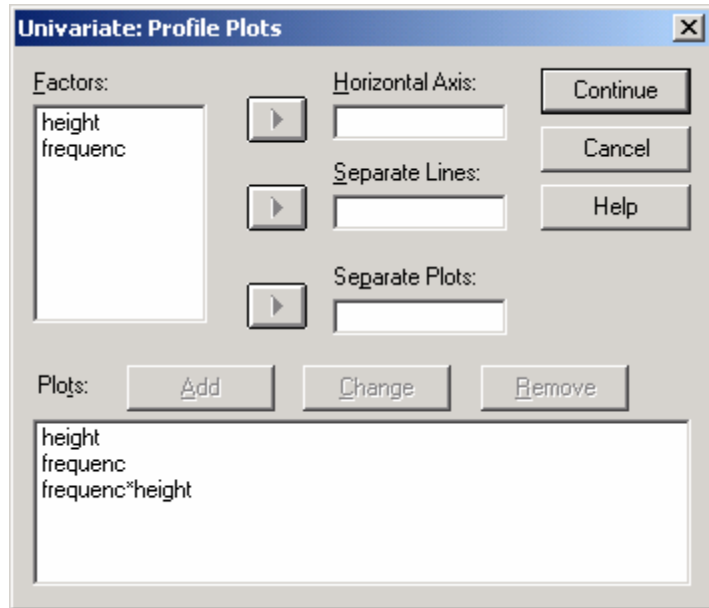 Univariate: Profile Plots
Factors:
height
frequenc
Horizontal Axis:
Separate Lines:
Separate Plots:
Continue
Cancel
Help
Plots:
Add
Change
Remove
height
frequenc
frequenc*height